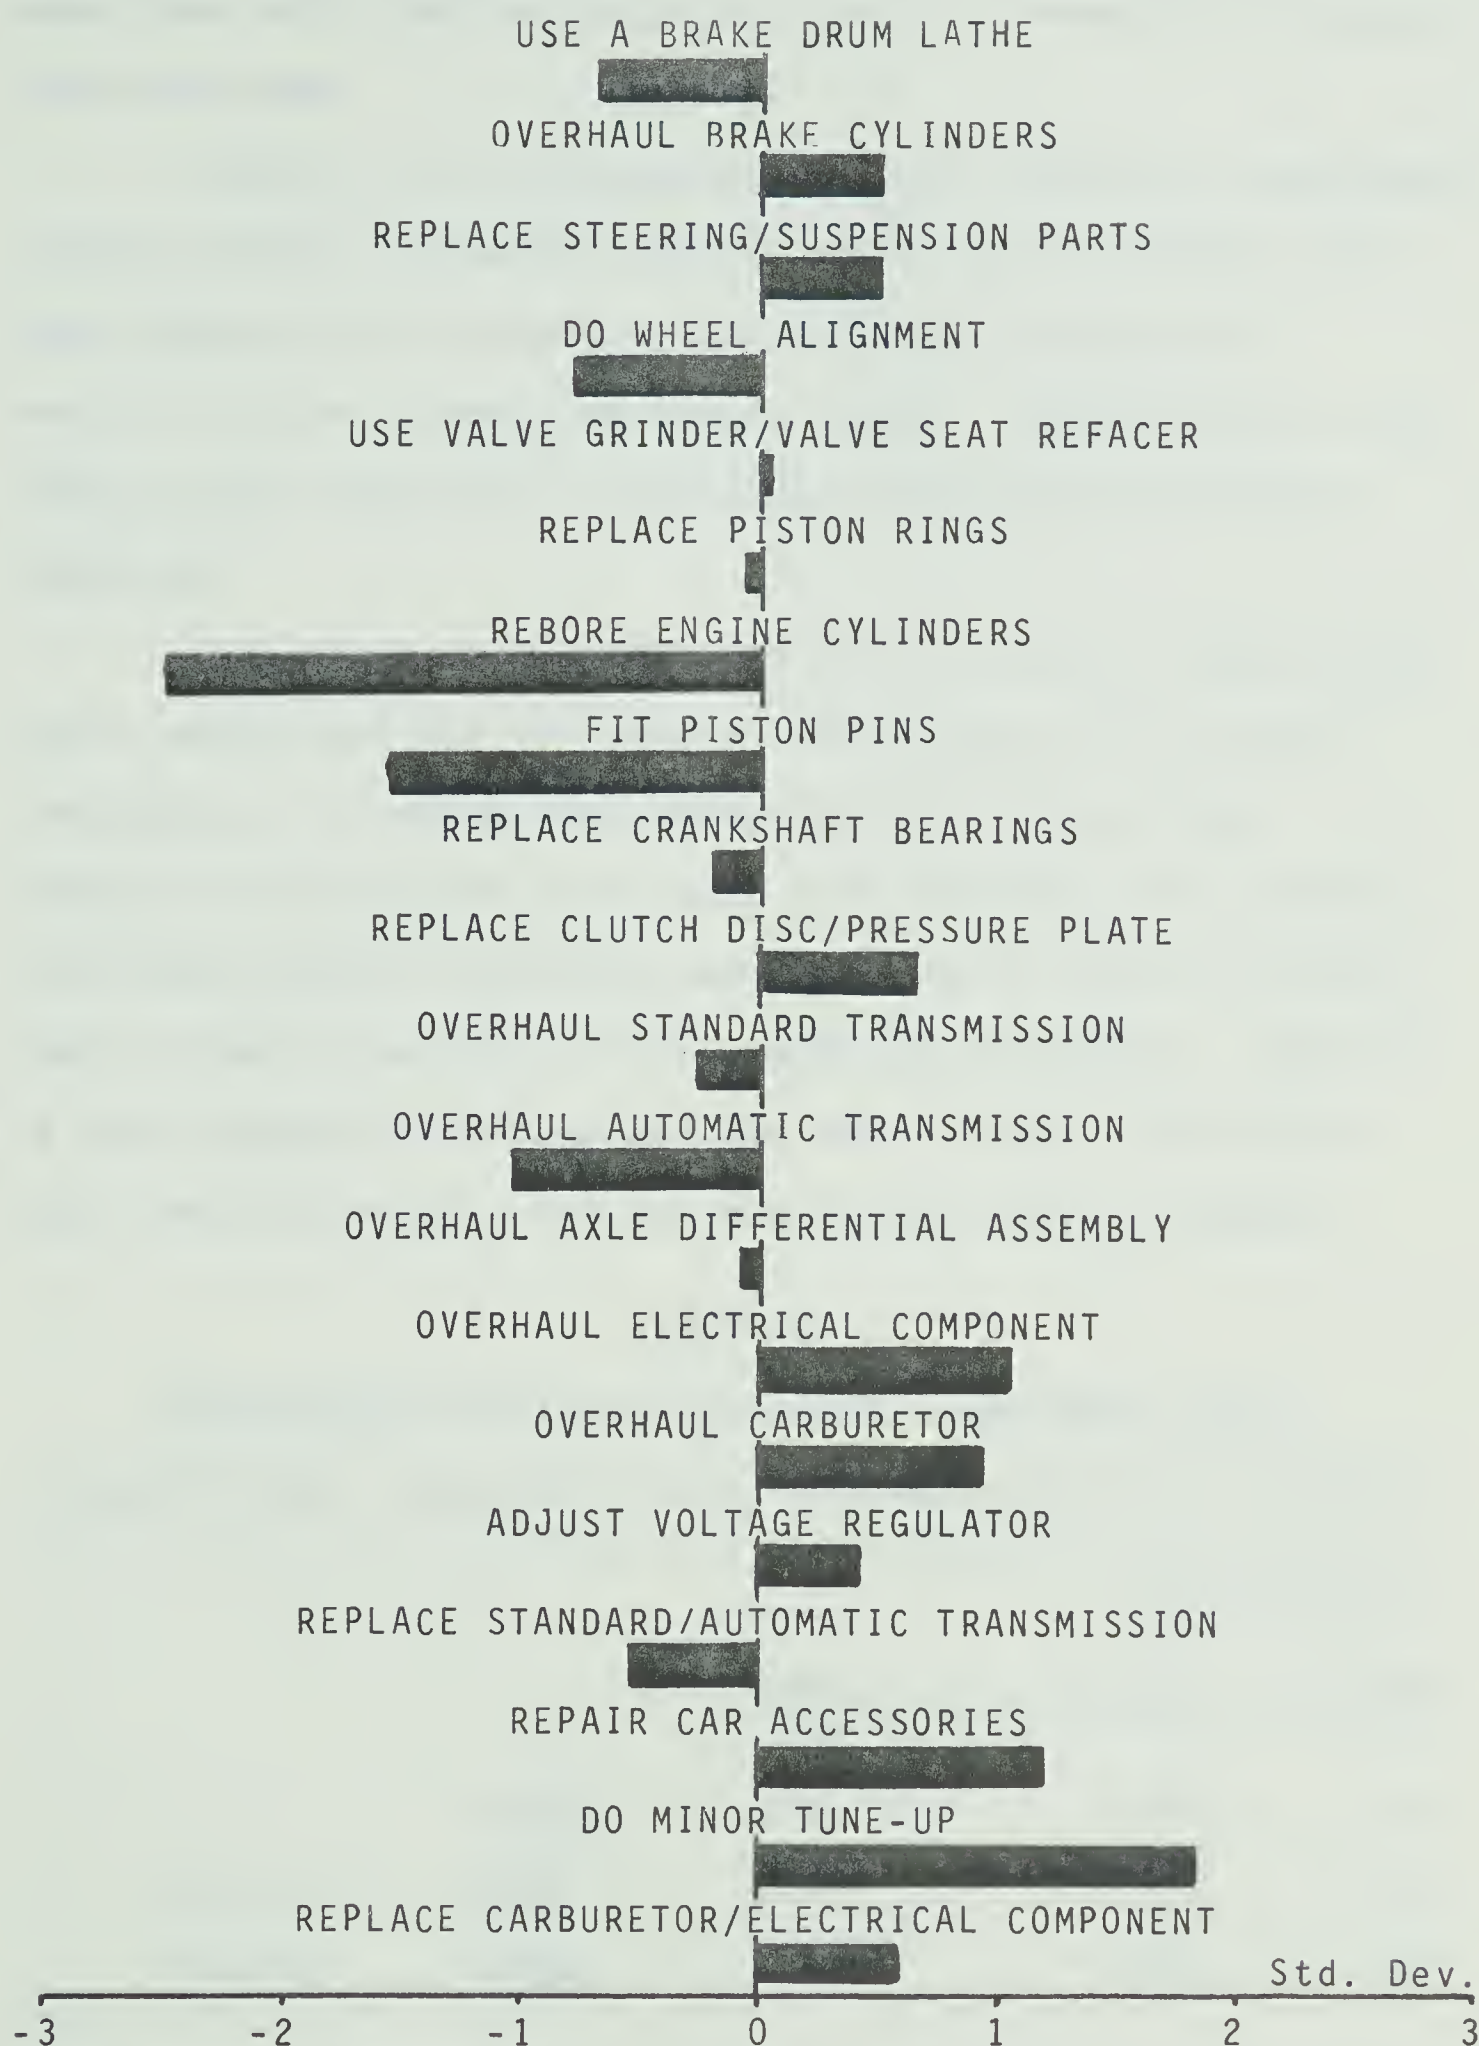 USE A BRAKE DRUM LATHE
OVERHAUL BRAKE CYLINDERS
REPLACE STEERING/SUSPENSION PARTS
DO WHEEL ALIGNMENT
USE VALVE GRINDER/VALVE SEAT REFACER
REPLACE PISTON RINGS
REBORE ENGINE CYLINDERS
FIT PISTON PINS
REPLACE CRANKSHAFT BEARINGS
REPLACE CLUTCH DISC/PRESSURE PLATE
OVERHAUL STANDARD TRANSMISSION
OVERHAUL AUTOMATIC TRANSMISSION
OVERHAUL AXLE DIFFERENTIAL ASSEMBLY
OVERHAUL ELECTRICAL COMPONENT
OVERHAUL CARBURETOR
ADJUST VOLTAGE REGULATOR
REPLACE STANDARD/AUTOMATIC TRANSMISSION
REPAIR CAR ACCESSORIES
DO MINOR TUNE-UP
REPLACE CARBURETOR/ELECTRICAL COMPONENT
Std. Dev.
-3 -2 -1 0 1 2 3